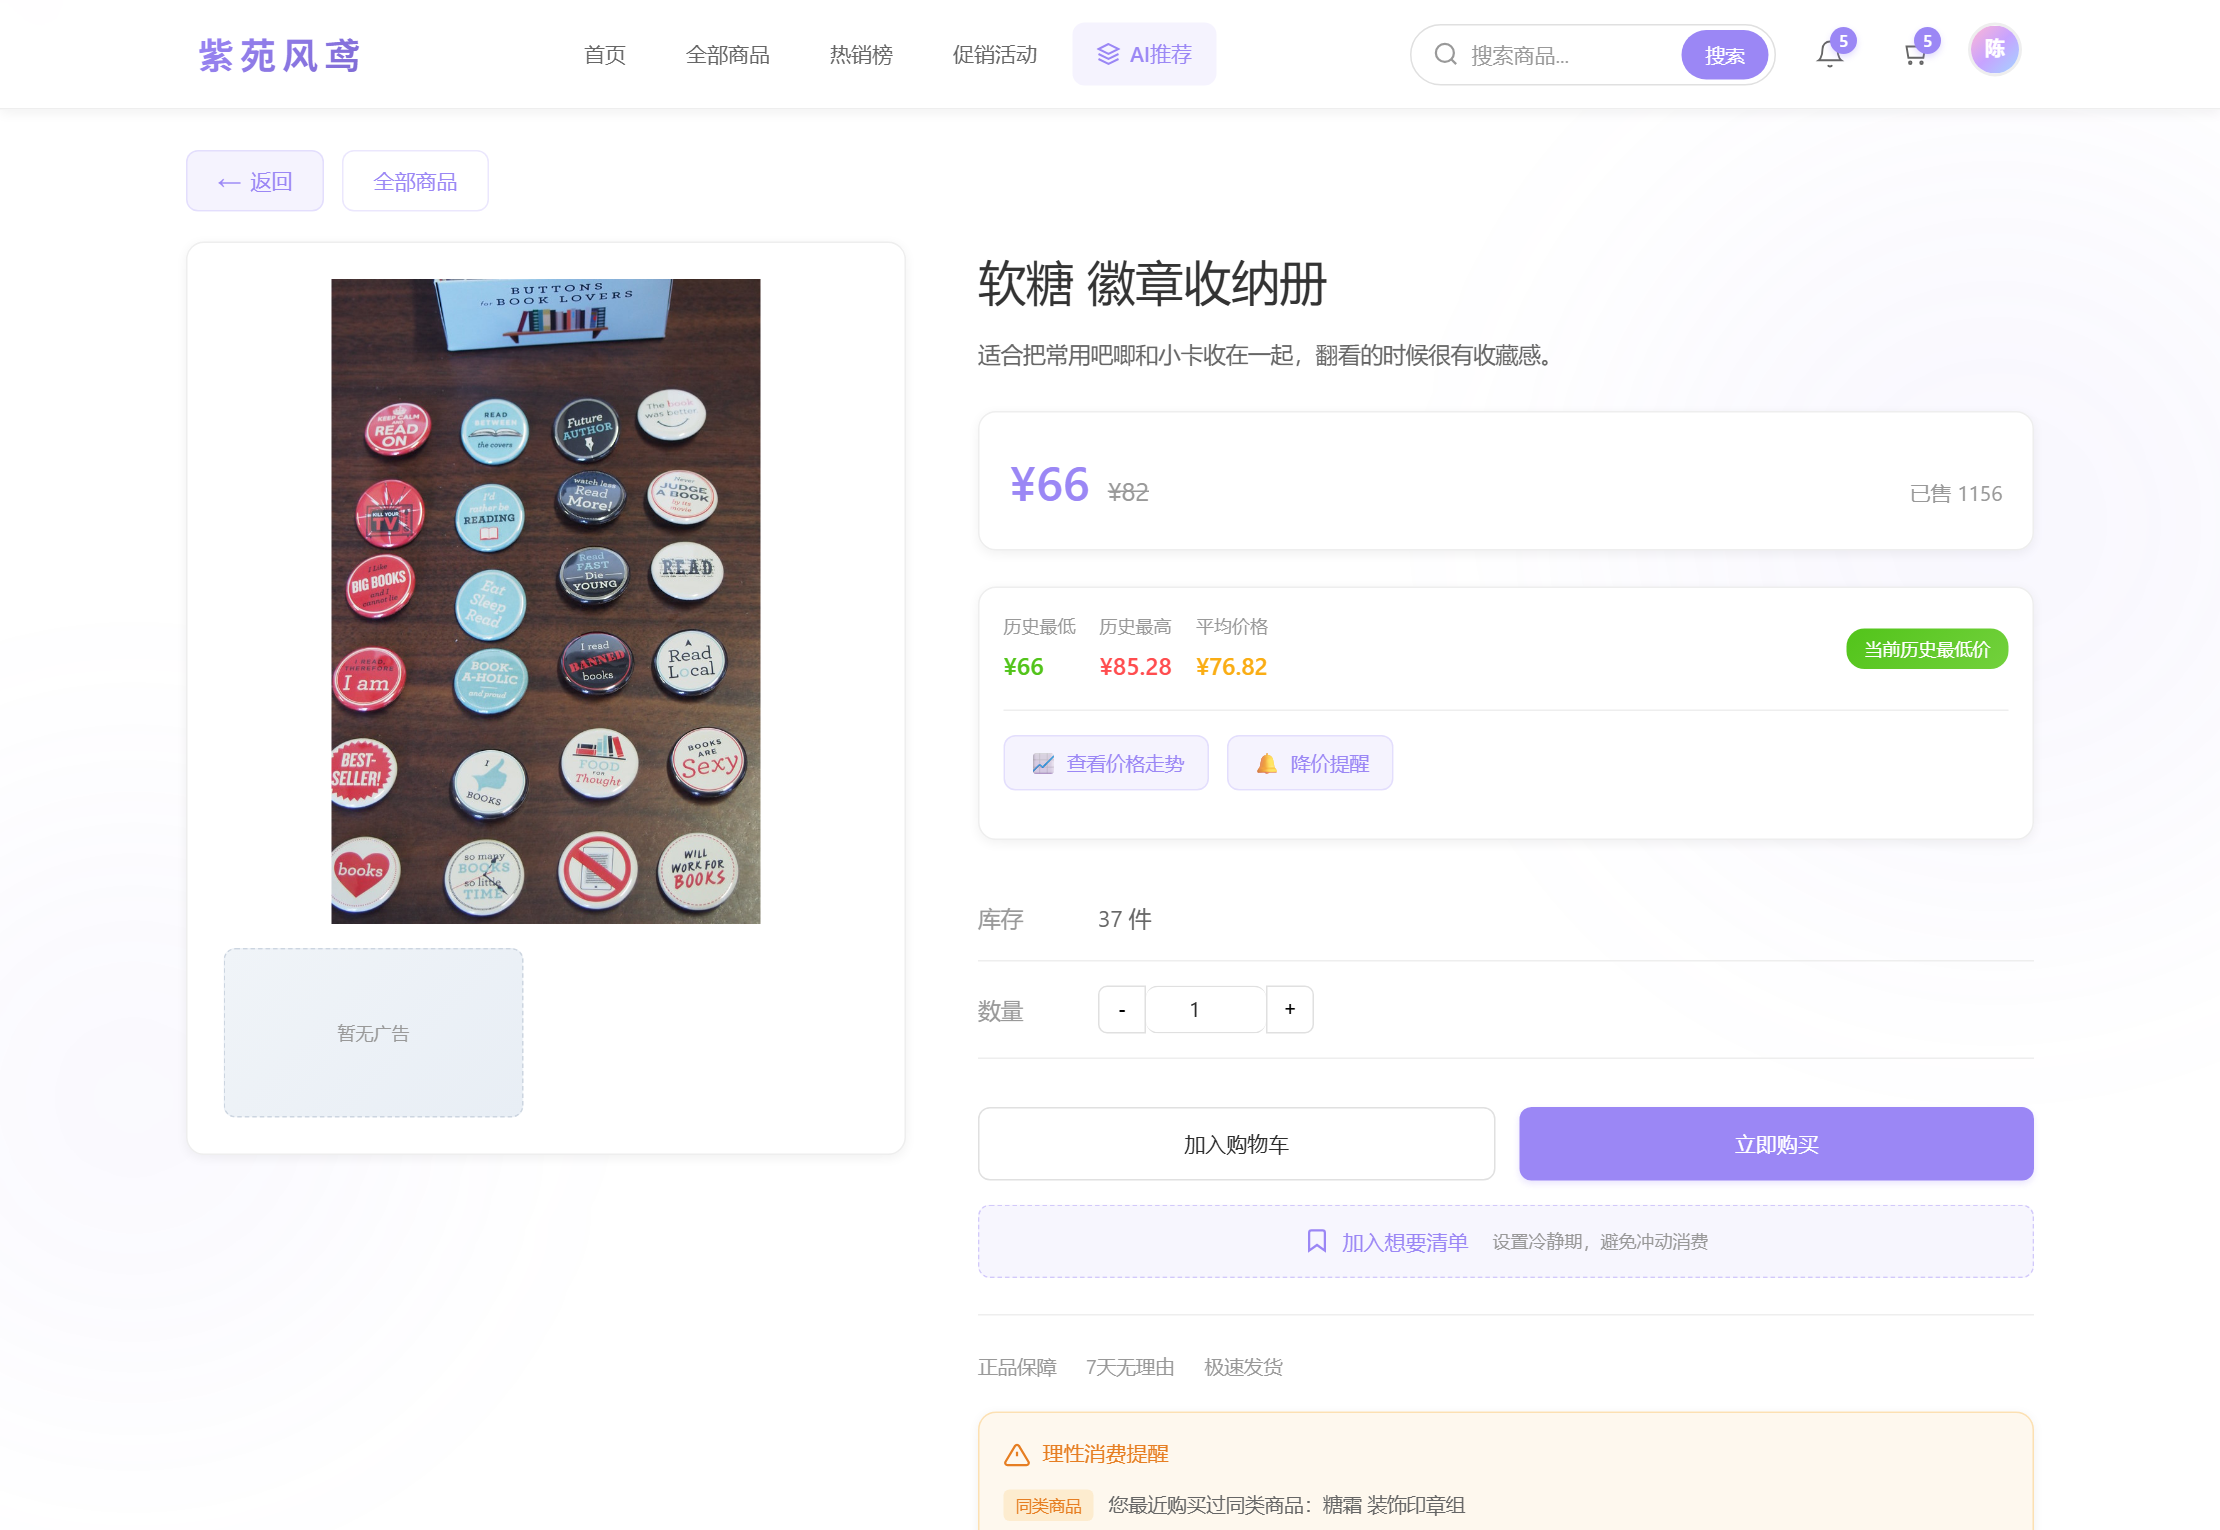 紫苑风鸢
首页
全部商品
热销榜
促销活动
AI推荐
搜索商品...
搜索
5
5
陈
← 返回
全部商品
BUTTONS
for BOOK LOVERS
KEEP CALM AND READ ON
READ BETWEEN the covers
Future AUTHOR
The book was better
KILL YOUR TV
I'd rather be READING
watch less Read More!
Never JUDGE A BOOK by its movie
I Like BIG BOOKS and I cannot lie
Eat Sleep Read
Read FAST Die YOUNG
READ
I READ, THEREFORE I am
BOOK-A-HOLIC and proud
I read BANNED books
Read Local
BEST-SELLER!
I BOOKS
FOOD FOR Thought
BOOKS ARE Sexy
books
so many BOOKS so little TIME
WILL WORK FOR BOOKS
暂无广告
软糖 徽章收纳册
适合把常用吧唧和小卡收在一起，翻看的时候很有收藏感。
¥66 ¥82
已售 1156
历史最低 历史最高 平均价格
¥66 ¥85.28 ¥76.82
当前历史最低价
查看价格走势
降价提醒
库存 37 件
数量 - 1 +
加入购物车
立即购买
加入想要清单 设置冷静期，避免冲动消费
正品保障 7天无理由 极速发货
理性消费提醒
同类商品 您最近购买过同类商品：糖霜 装饰印章组